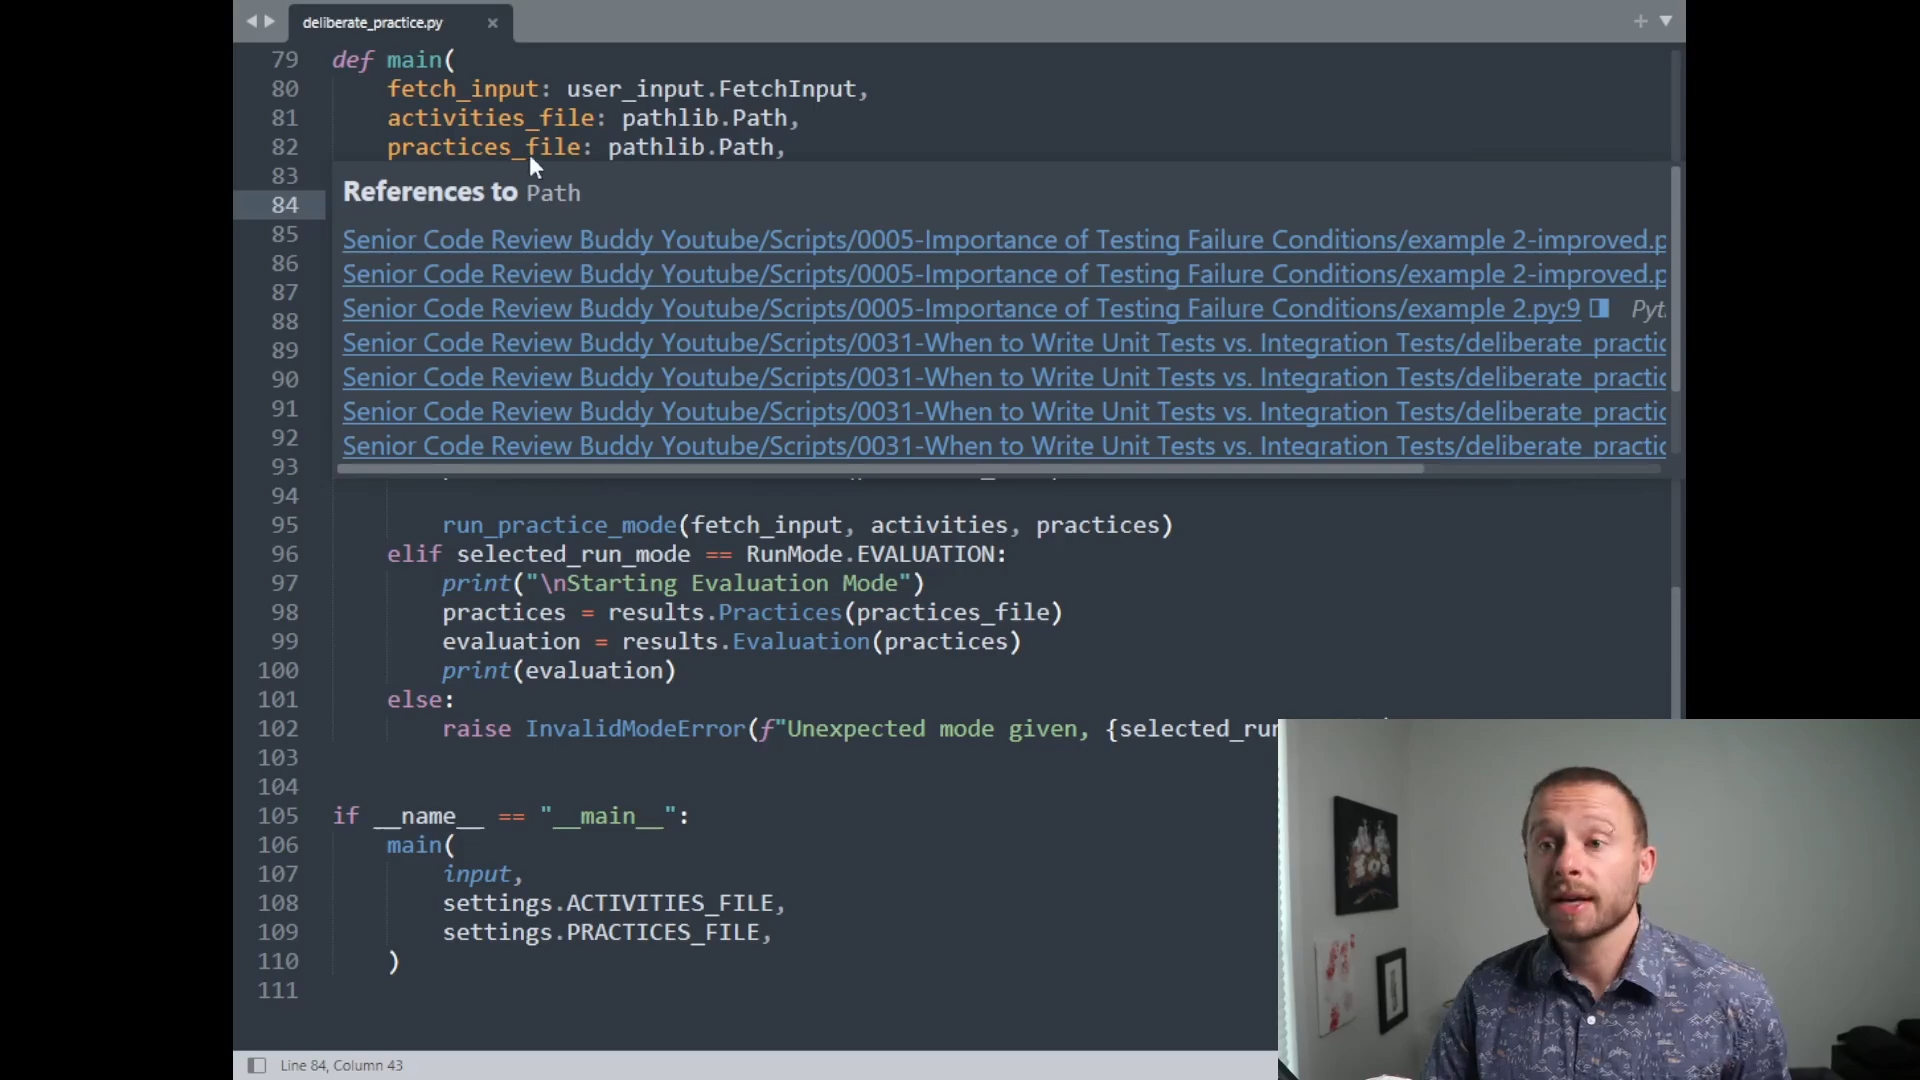 deliberate_practice.py
79 def main(
80 fetch_input: user_input.FetchInput,
81 activities_file: pathlib.Path,
82 practices_file: pathlib.Path,
83
84
85
86
87
88
89
90
91
92
93
References to Path
Senior Code Review Buddy Youtube/Scripts/0005-Importance of Testing Failure Conditions/example 2-improved.p
Senior Code Review Buddy Youtube/Scripts/0005-Importance of Testing Failure Conditions/example 2-improved.p
Senior Code Review Buddy Youtube/Scripts/0005-Importance of Testing Failure Conditions/example 2.py:9 Pyt
Senior Code Review Buddy Youtube/Scripts/0031-When to Write Unit Tests vs. Integration Tests/deliberate_practic
Senior Code Review Buddy Youtube/Scripts/0031-When to Write Unit Tests vs. Integration Tests/deliberate_practic
Senior Code Review Buddy Youtube/Scripts/0031-When to Write Unit Tests vs. Integration Tests/deliberate_practic
Senior Code Review Buddy Youtube/Scripts/0031-When to Write Unit Tests vs. Integration Tests/deliberate_practic
94
95 run_practice_mode(fetch_input, activities, practices)
96 elif selected_run_mode == RunMode.EVALUATION:
97 print("\nStarting Evaluation Mode")
98 practices = results.Practices(practices_file)
99 evaluation = results.Evaluation(practices)
100 print(evaluation)
101 else:
102 raise InvalidModeError(f"Unexpected mode given, {selected_run
103
104
105 if __name__ == "__main__":
106 main(
107 input,
108 settings.ACTIVITIES_FILE,
109 settings.PRACTICES_FILE,
110 )
111
Line 84, Column 43